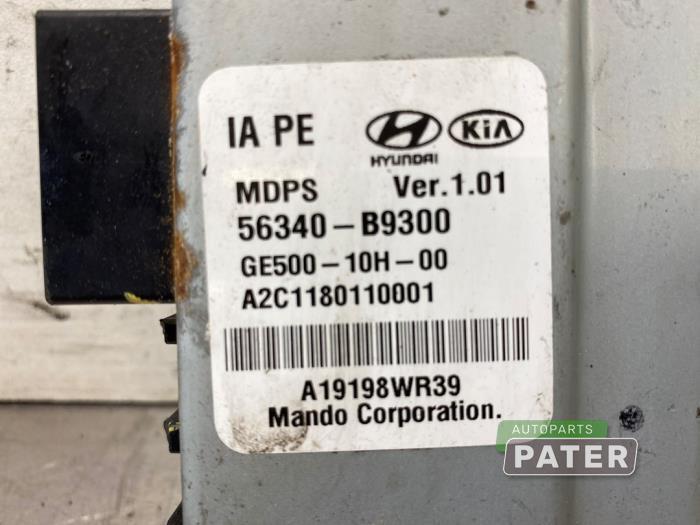 IA PE
HYUNDAI
KIA
MDPS Ver.1.01
56340-B9300
GE500-10H-00
A2C1180110001
A19198WR39
Mando Corporation.
AUTOPARTS
PATER